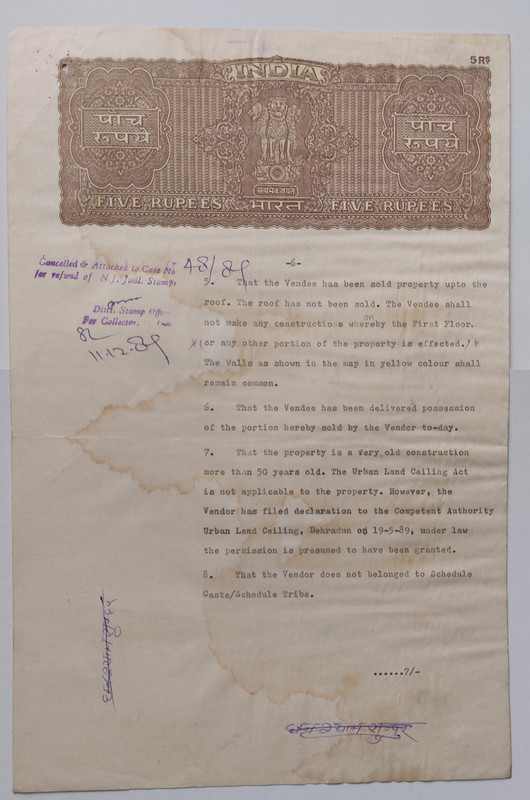 5 Rs
INDIA
पाँच
रुपये
पाँच
रुपये
सत्यमेव जयते
FIVE RUPEES भारत FIVE RUPEES
Cancelled & Attached to Case No 48/89
for refund of N. J. Judl. Stamps
Distt. Stamp
For Collector.
11.12.89
-6-
5. That the Vendee has been sold property upto the
roof. The roof has not been sold. The Vendee shall
not make any constructions whereby the First Floor.
(or any other portion of the property is effected.)
The Walls as shown in the map in yellow colour shall
remain common.
6. That the Vendee has been delivered possession
of the portion hereby sold by the Vendor to-day.
7. That the property is a very old construction
more than 50 years old. The Urban Land Ceiling Act
is not applicable to the property. However, the
Vendor has filed declaration to the Competent Authority
Urban Land Ceiling, Dehradun on 19-5-89, under law
the permission is presumed to have been granted.
8. That the Vendor does not belonged to Schedule
Caste/Schedule Tribe.
......7/-